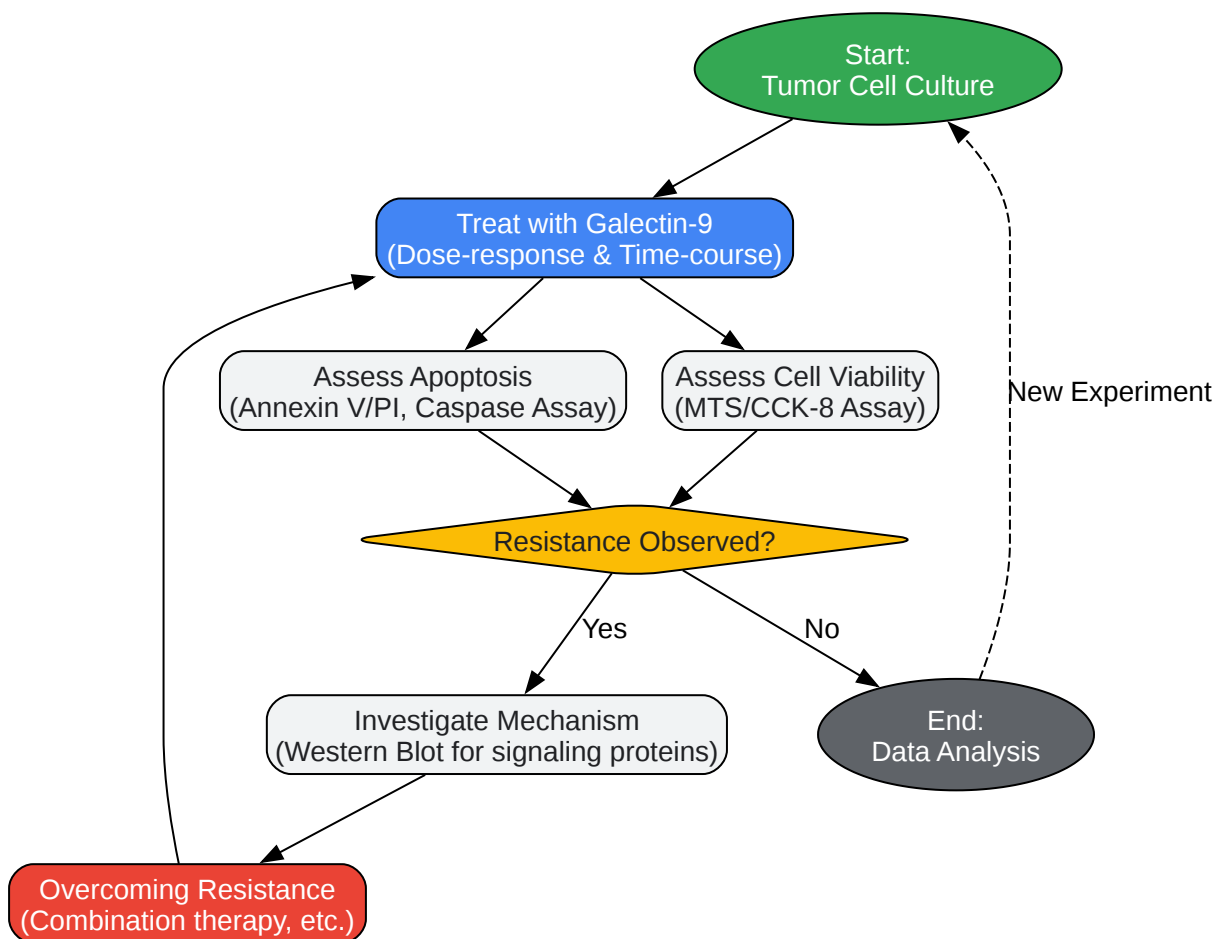 Start:
Tumor Cell Culture
Treat with Galectin-9
(Dose-response & Time-course)
Assess Apoptosis
(Annexin V/PI, Caspase Assay)
Assess Cell Viability
(MTS/CCK-8 Assay)
New Experiment
Resistance Observed?
Yes
No
Investigate Mechanism
(Western Blot for signaling proteins)
End:
Data Analysis
Overcoming Resistance
(Combination therapy, etc.)